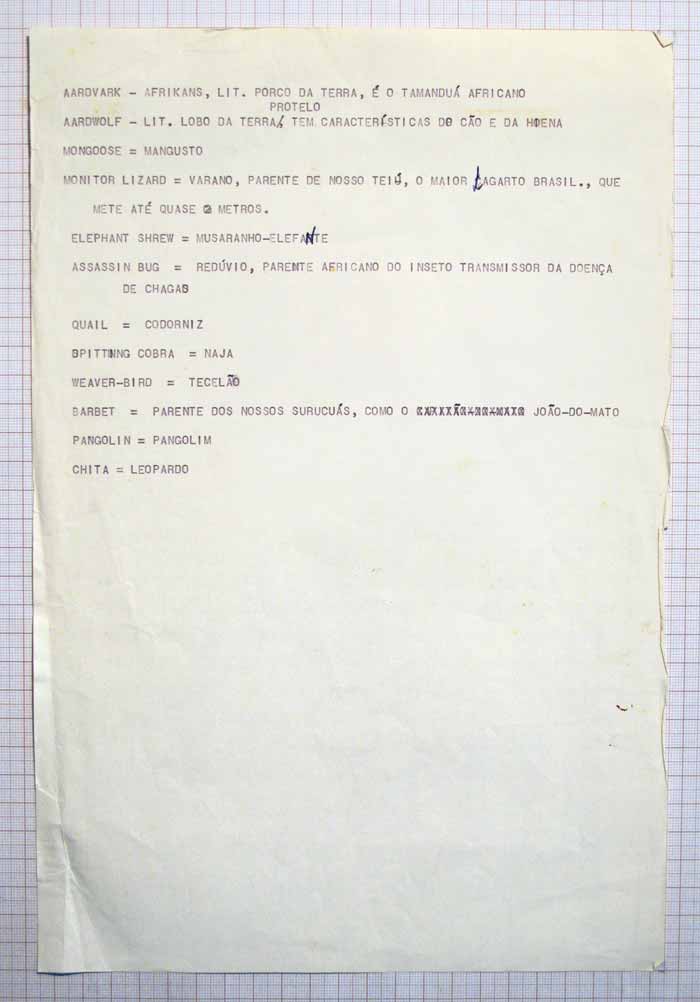 AARDVARK - AFRIKANS, LIT. PORCO DA TERRA, É O TAMANDUÁ AFRICANO
PROTELO
AARDWOLF - LIT. LOBO DA TERRA, TEM CARACTERÍSTICAS DO CÃO E DA HIENA
MONGOOSE = MANGUSTO
MONITOR LIZARD = VARANO, PARENTE DE NOSSO TEIÚ, O MAIOR LAGARTO BRASIL., QUE
METE ATÉ QUASE 2 METROS.
ELEPHANT SHREW = MUSARANHO-ELEFANTE
ASSASSIN BUG = REDÚVIO, PARENTE AFRICANO DO INSETO TRANSMISSOR DA DOENÇA
DE CHAGAS
QUAIL = CODORNIZ
SPITTING COBRA = NAJA
WEAVER-BIRD = TECELÃO
BARBET = PARENTE DOS NOSSOS SURUCUÁS, COMO O JOÃO-DO-MATO
PANGOLIN = PANGOLIM
CHITA = LEOPARDO